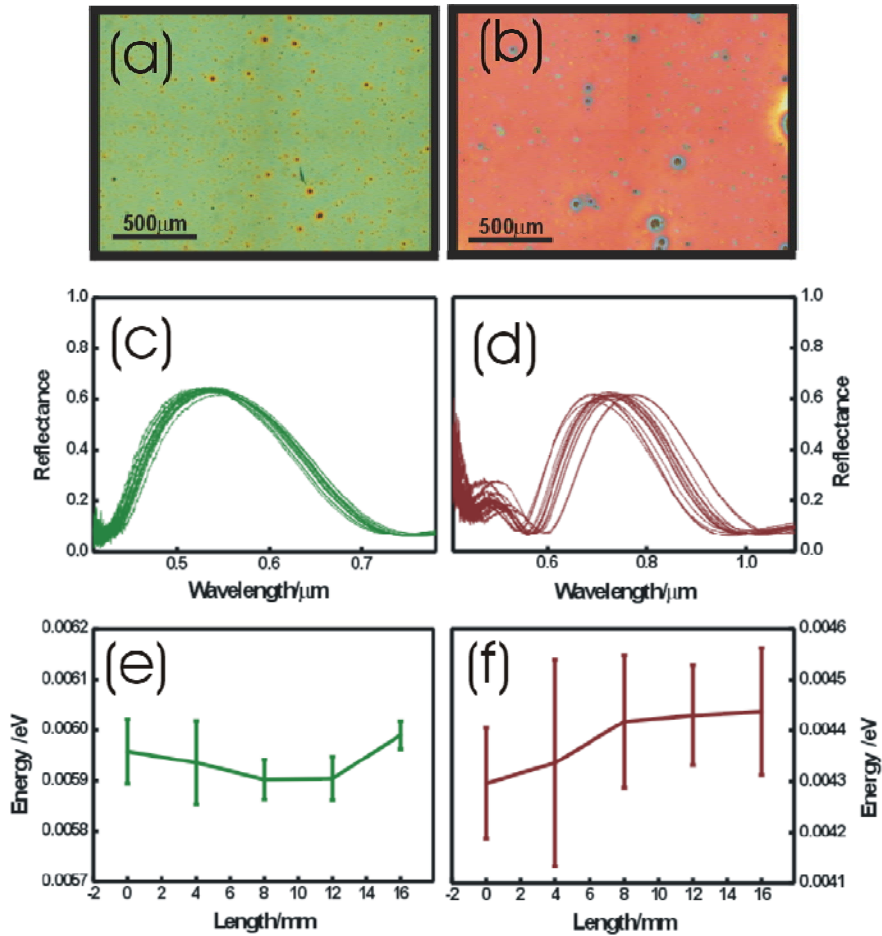 (a)
(b)
500μm
500μm
1.0
0.8
0.6
0.4
0.2
0.0
Reflectance
(c)
0.5
0.6
0.7
Wavelength/μm
(d)
1.0
0.8
0.6
0.4
0.2
0.0
Reflectance
0.6
0.8
1.0
Wavelength/μm
0.0062
0.0061
0.0060
0.0059
0.0058
0.0057
Energy /eV
(e)
-2 0 2 4 6 8 10 12 14 16
Length/mm
(f)
0.0046
0.0045
0.0044
0.0043
0.0042
0.0041
Energy /eV
-2 0 2 4 6 8 10 12 14 16
Length/mm